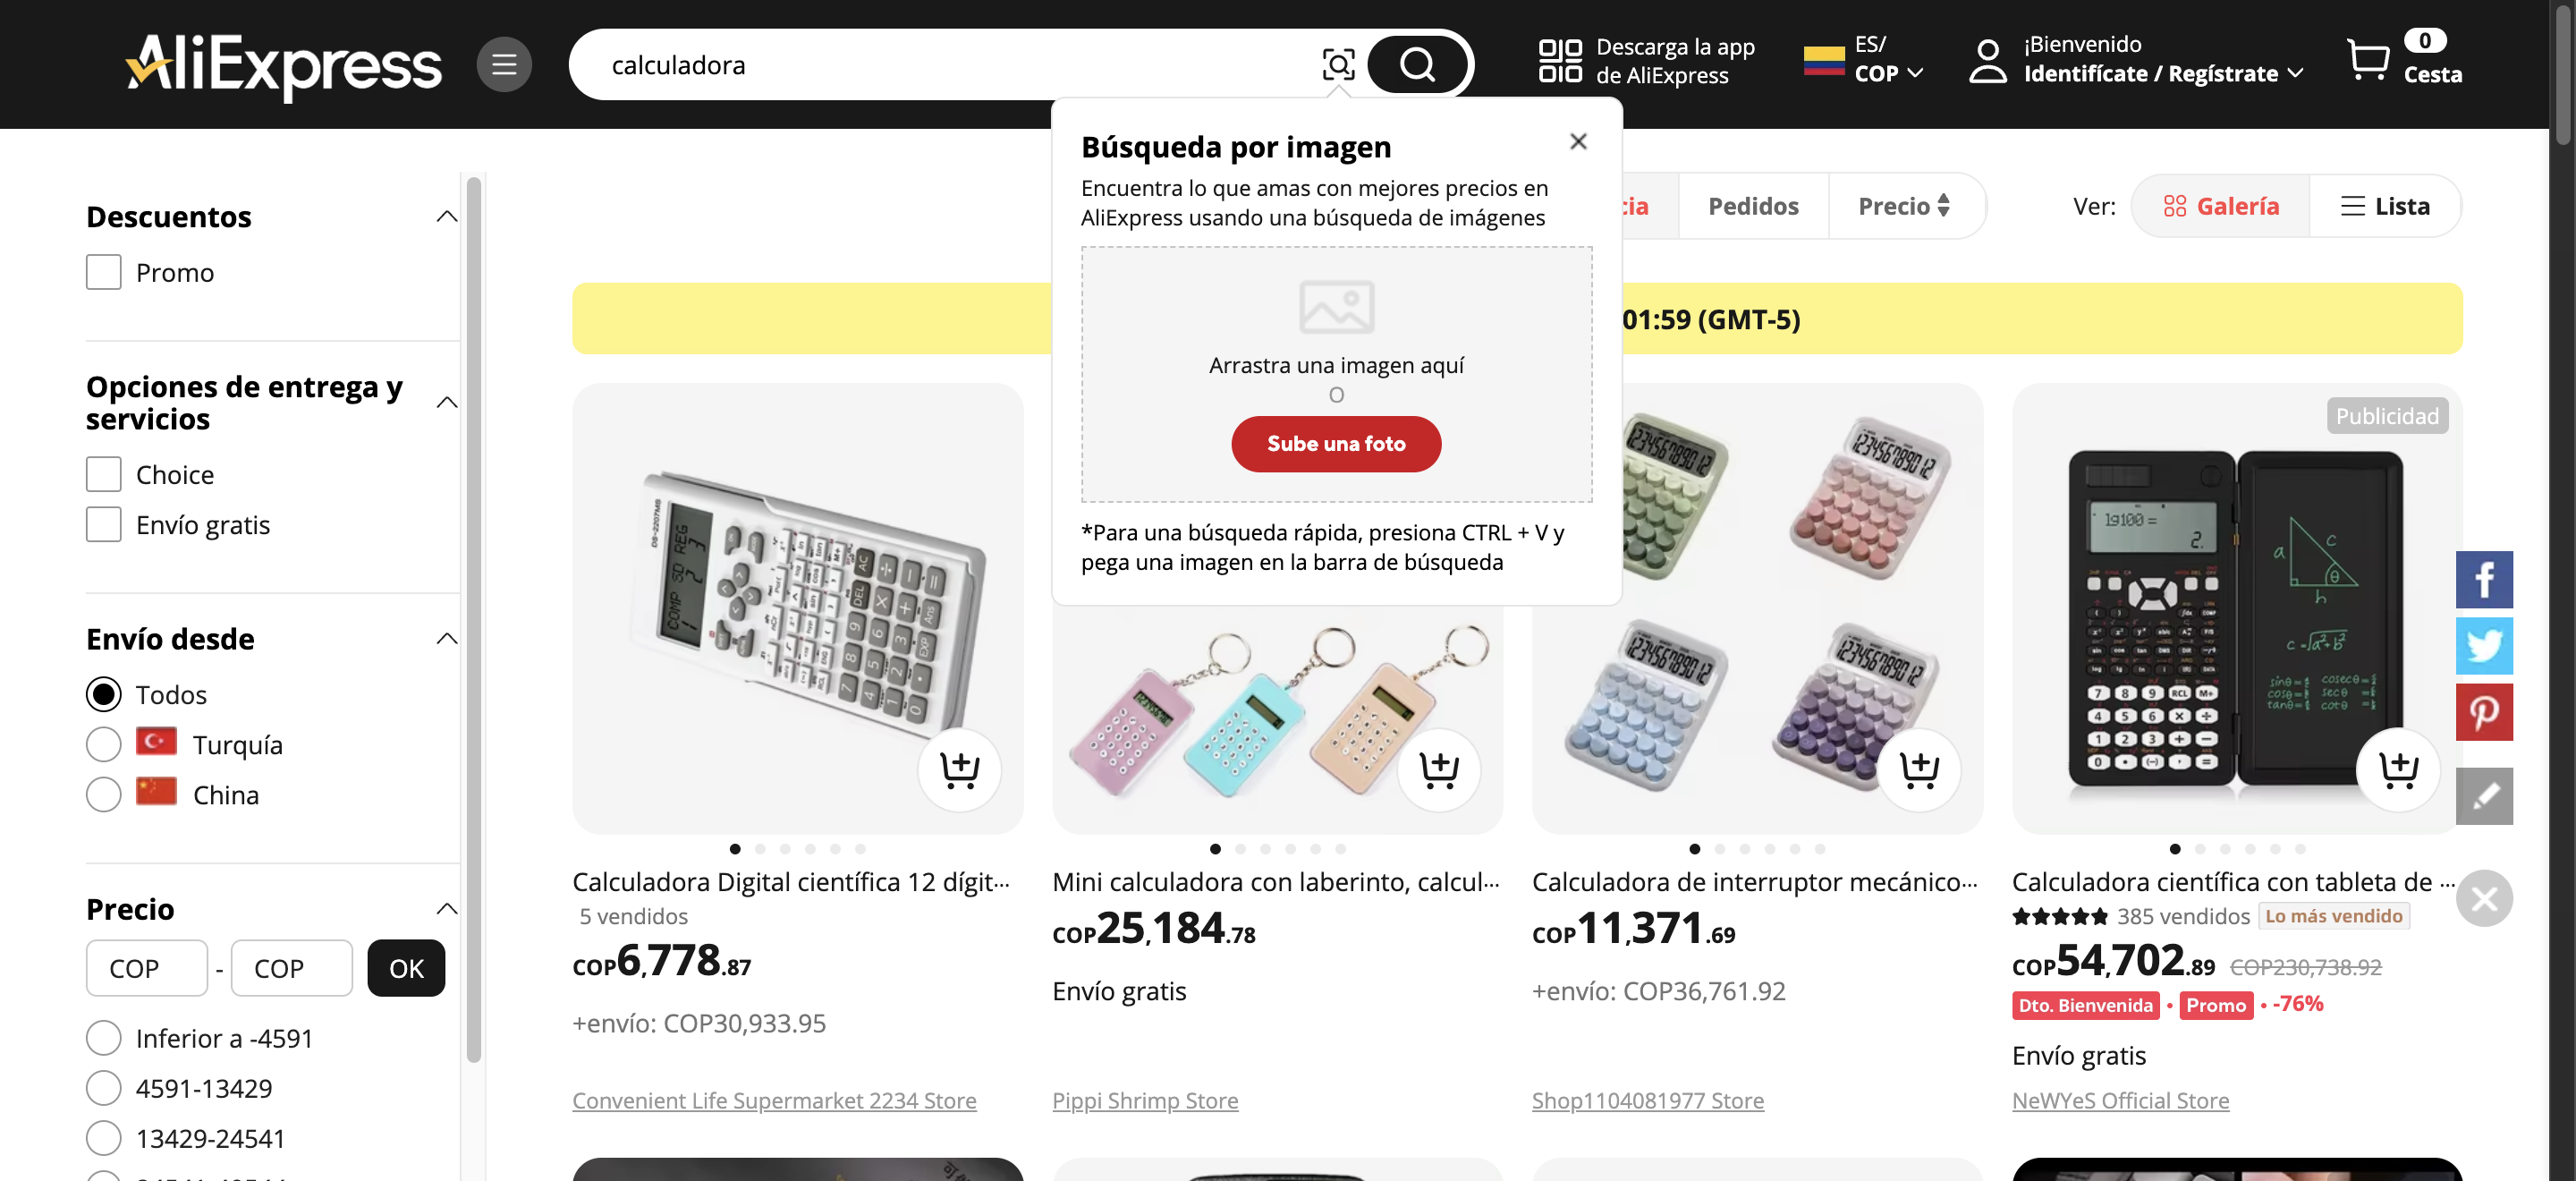 AliExpress
calculadora
Descarga la app
de AliExpress
ES/
COP
¡Bienvenido
Identifícate / Regístrate
0
Cesta
Búsqueda por imagen
Encuentra lo que amas con mejores precios en
AliExpress usando una búsqueda de imágenes
Arrastra una imagen aquí
O
Sube una foto
*Para una búsqueda rápida, presiona CTRL + V y
pega una imagen en la barra de búsqueda
Pedidos
Precio
Ver:
Galería
Lista
01:59 (GMT-5)
Descuentos
Promo
Opciones de entrega y
servicios
Choice
Envío gratis
Envío desde
Todos
Turquía
China
Precio
COP - COP OK
Inferior a -4591
4591-13429
13429-24541
Calculadora Digital científica 12 dígit...
5 vendidos
COP6,778.87
+envío: COP30,933.95
Convenient Life Supermarket 2234 Store
Mini calculadora con laberinto, calcul...
COP25,184.78
Envío gratis
Pippi Shrimp Store
Calculadora de interruptor mecánico...
COP11,371.69
+envío: COP36,761.92
Shop1104081977 Store
Publicidad
Calculadora científica con tableta de ...
385 vendidos Lo más vendido
COP54,702.89 COP230,738.92
Dto. Bienvenida • Promo • -76%
Envío gratis
NeWYeS Official Store